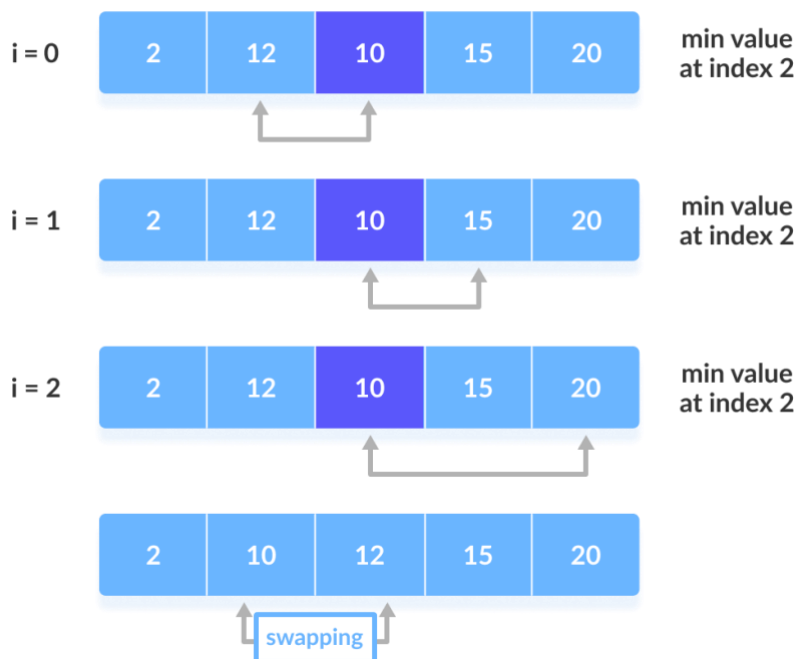 i = 0 2 12 10 15 20 min value
at index 2
i = 1 2 12 10 15 20 min value
at index 2
i = 2 2 12 10 15 20 min value
at index 2
2 10 12 15 20
swapping